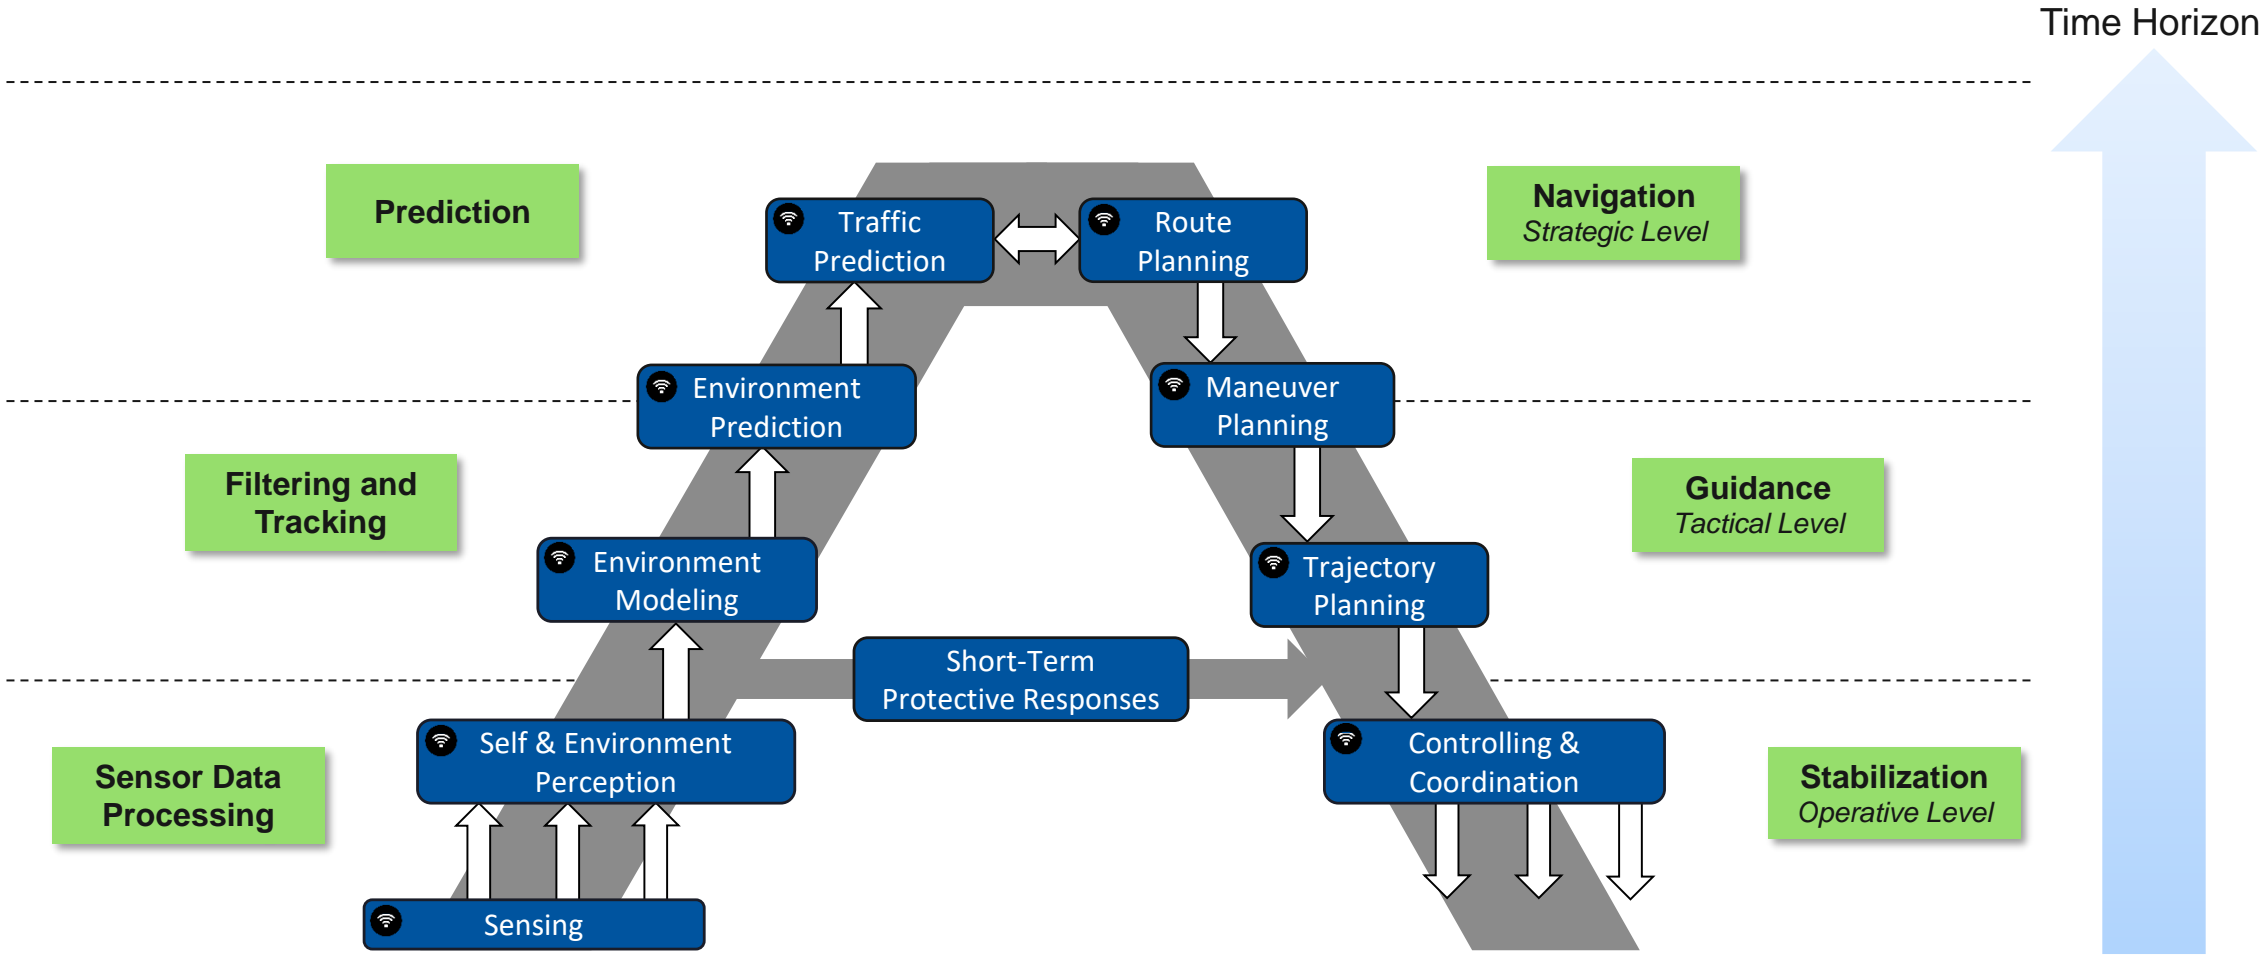 Time Horizon
Prediction
Traffic
Prediction
Route
Planning
Navigation
Strategic Level
Environment
Prediction
Maneuver
Planning
Filtering and
Tracking
Guidance
Tactical Level
Environment
Modeling
Trajectory
Planning
Short-Term
Protective Responses
Sensor Data
Processing
Self & Environment
Perception
Controlling &
Coordination
Stabilization
Operative Level
Sensing